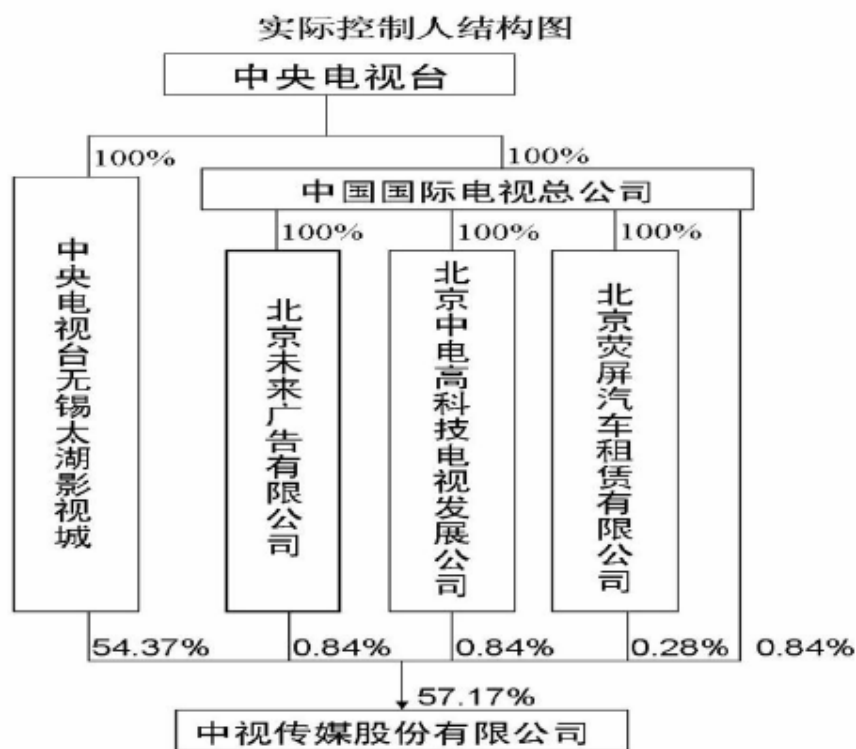 实际控制人结构图
中央电视台
100%
100%
中国国际电视总公司
100%
100%
100%
中央电视台无锡太湖影视城
北京未来广告有限公司
北京中电高科技电视发展公司
北京荧屏汽车租赁有限公司
54.37%
0.84%
0.84%
0.28%
0.84%
57.17%
中视传媒股份有限公司